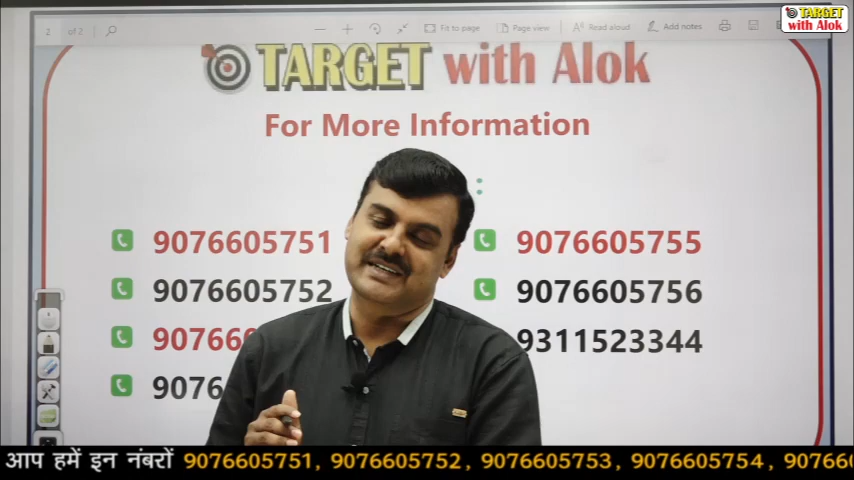 2 of 2 Fit to page Page view Read aloud Add notes
TARGET
with Alok
TARGET with Alok
For More Information
:
9076605751 9076605755
9076605752 9076605756
9311523344
आप हमें इन नंबरों 9076605751, 9076605752, 9076605753, 9076605754,